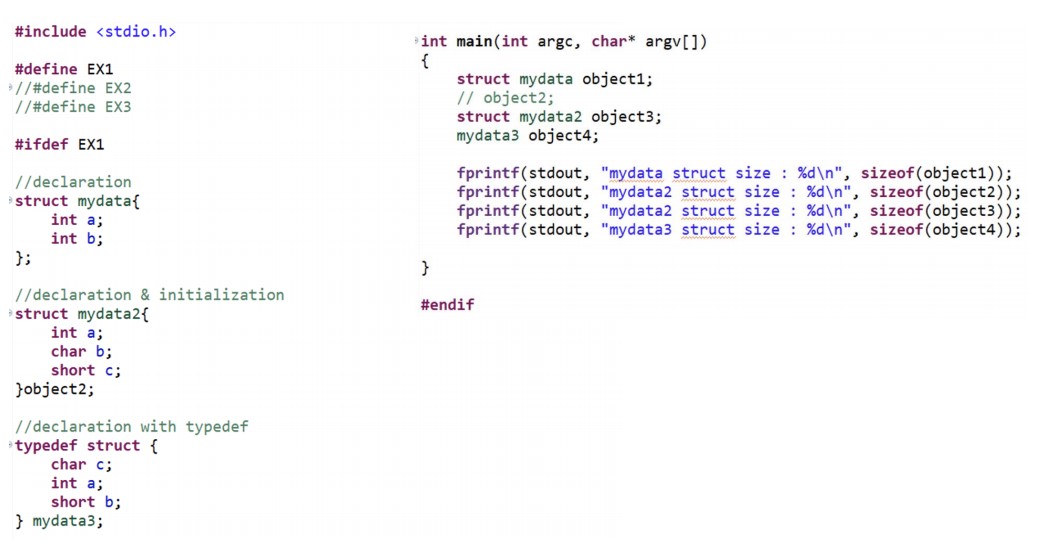 #include <stdio.h>
#define EX1
//#define EX2
//#define EX3
#ifdef EX1
//declaration
struct mydata{
    int a;
    int b;
};
//declaration & initialization
struct mydata2{
    int a;
    char b;
    short c;
}object2;
//declaration with typedef
typedef struct {
    char c;
    int a;
    short b;
} mydata3;
int main(int argc, char* argv[])
{
    struct mydata object1;
    // object2;
    struct mydata2 object3;
    mydata3 object4;
    fprintf(stdout, "mydata struct size : %d\n", sizeof(object1));
    fprintf(stdout, "mydata2 struct size : %d\n", sizeof(object2));
    fprintf(stdout, "mydata2 struct size : %d\n", sizeof(object3));
    fprintf(stdout, "mydata3 struct size : %d\n", sizeof(object4));
}
#endif